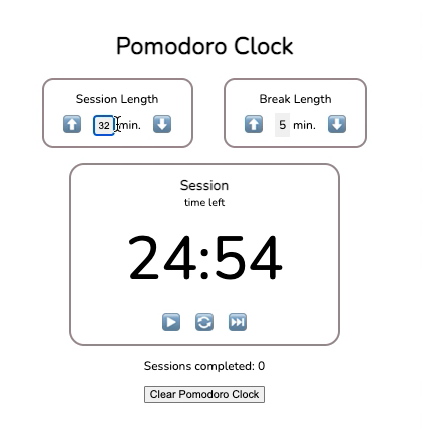 Pomodoro Clock
Session Length
32 min.
Break Length
5 min.
Session
time left
24:54
Sessions completed: 0
Clear Pomodoro Clock